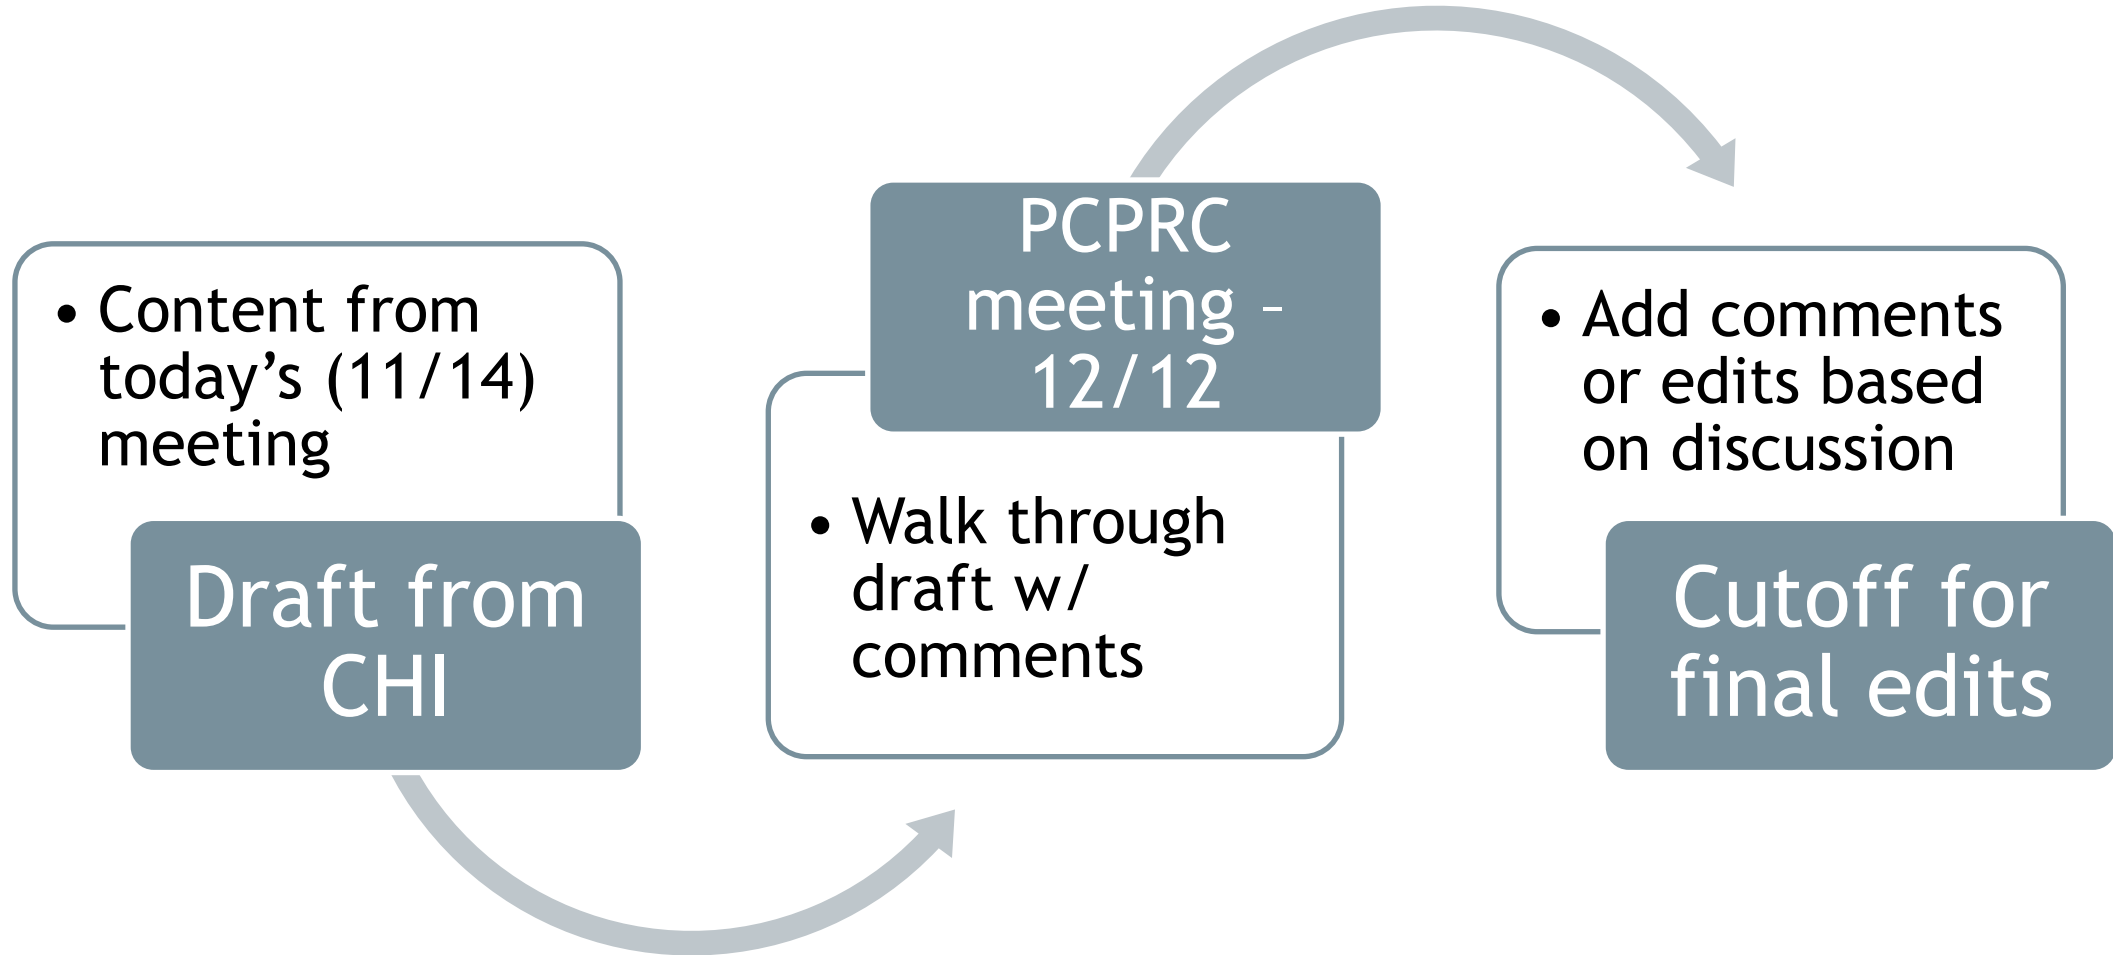 • Content from
today’s (11/14)
meeting
Draft from
CHI
PCPRC
meeting –
12/12
• Walk through
draft w/
comments
• Add comments
or edits based
on discussion
Cutoff for
final edits